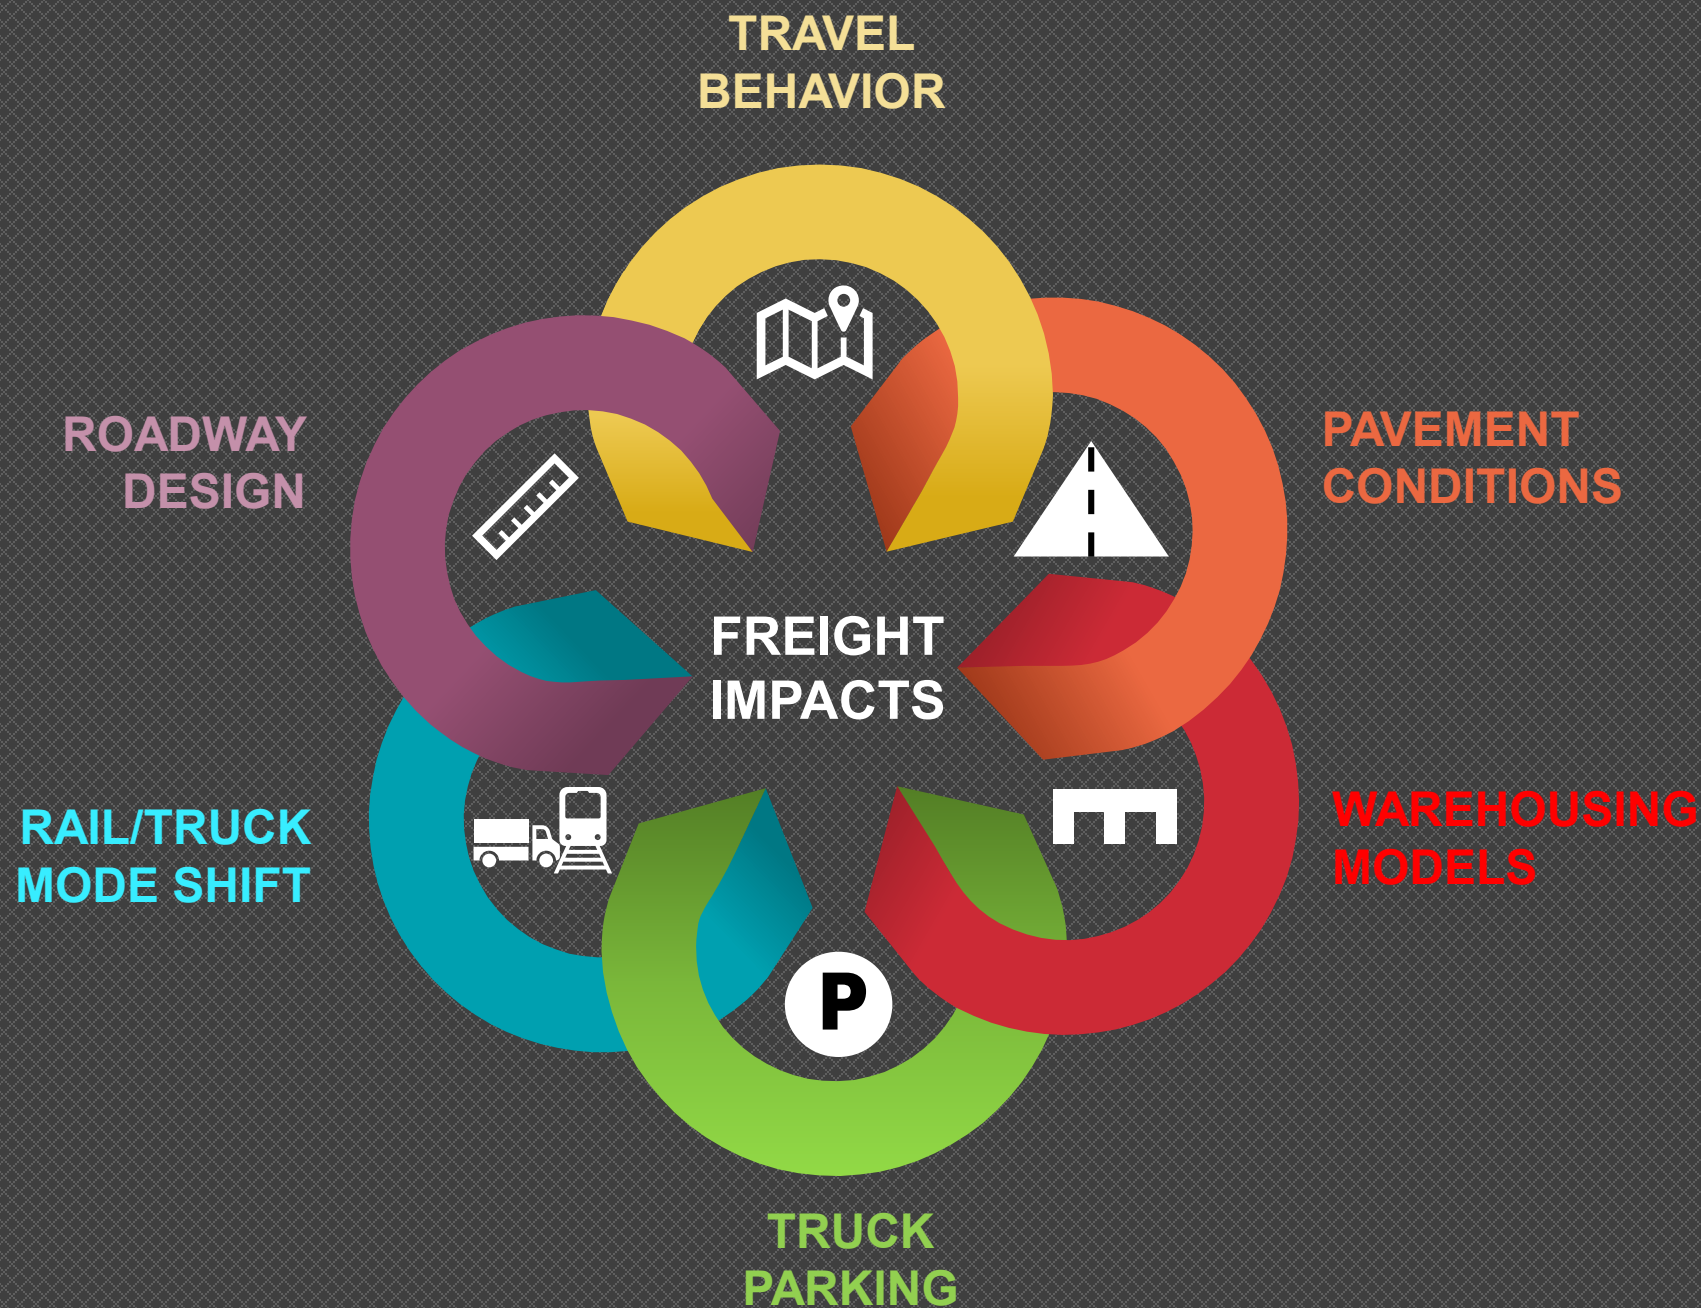 TRAVEL
BEHAVIOR
PAVEMENT
CONDITIONS
ROADWAY
DESIGN
FREIGHT
IMPACTS
WAREHOUSING
MODELS
RAIL/TRUCK
MODE SHIFT
P
TRUCK
PARKING